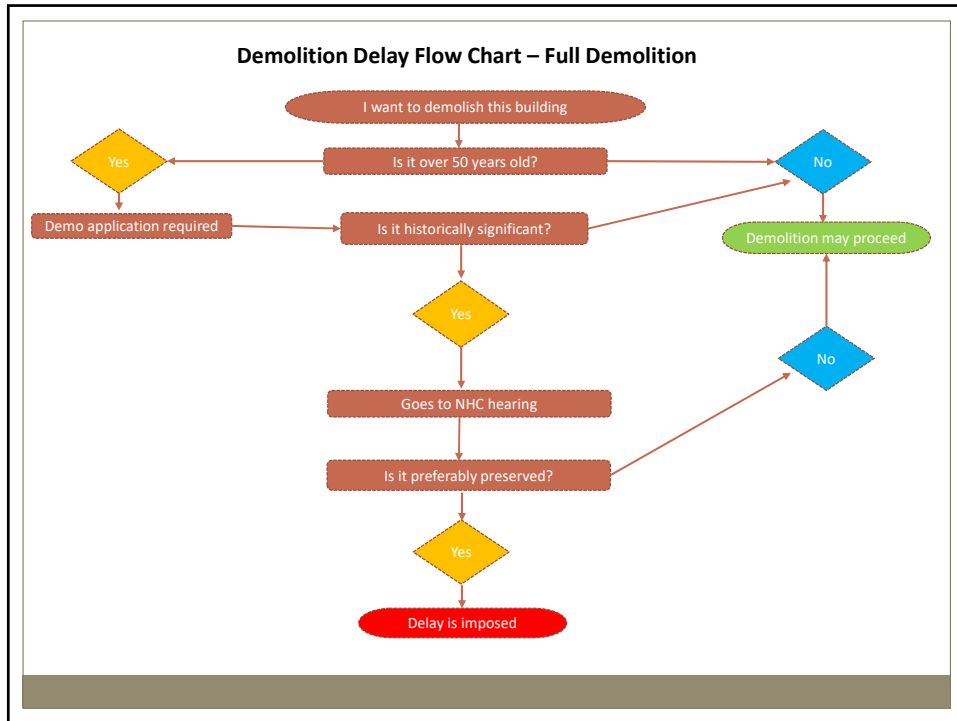 Demolition Delay Flow Chart – Full Demolition
I want to demolish this building
Yes
Is it over 50 years old?
No
Demo application required
Is it historically significant?
Demolition may proceed
Yes
No
Goes to NHC hearing
Is it preferably preserved?
Yes
Delay is imposed